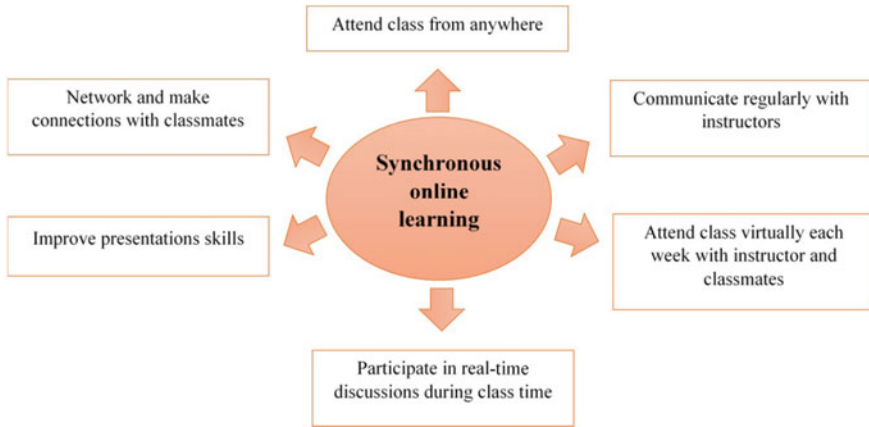 Attend class from anywhere
Network and make
connections with classmates
Communicate regularly with
instructors
Synchronous
online
learning
Improve presentations skills
Attend class virtually each
week with instructor and
classmates
Participate in real-time
discussions during class time